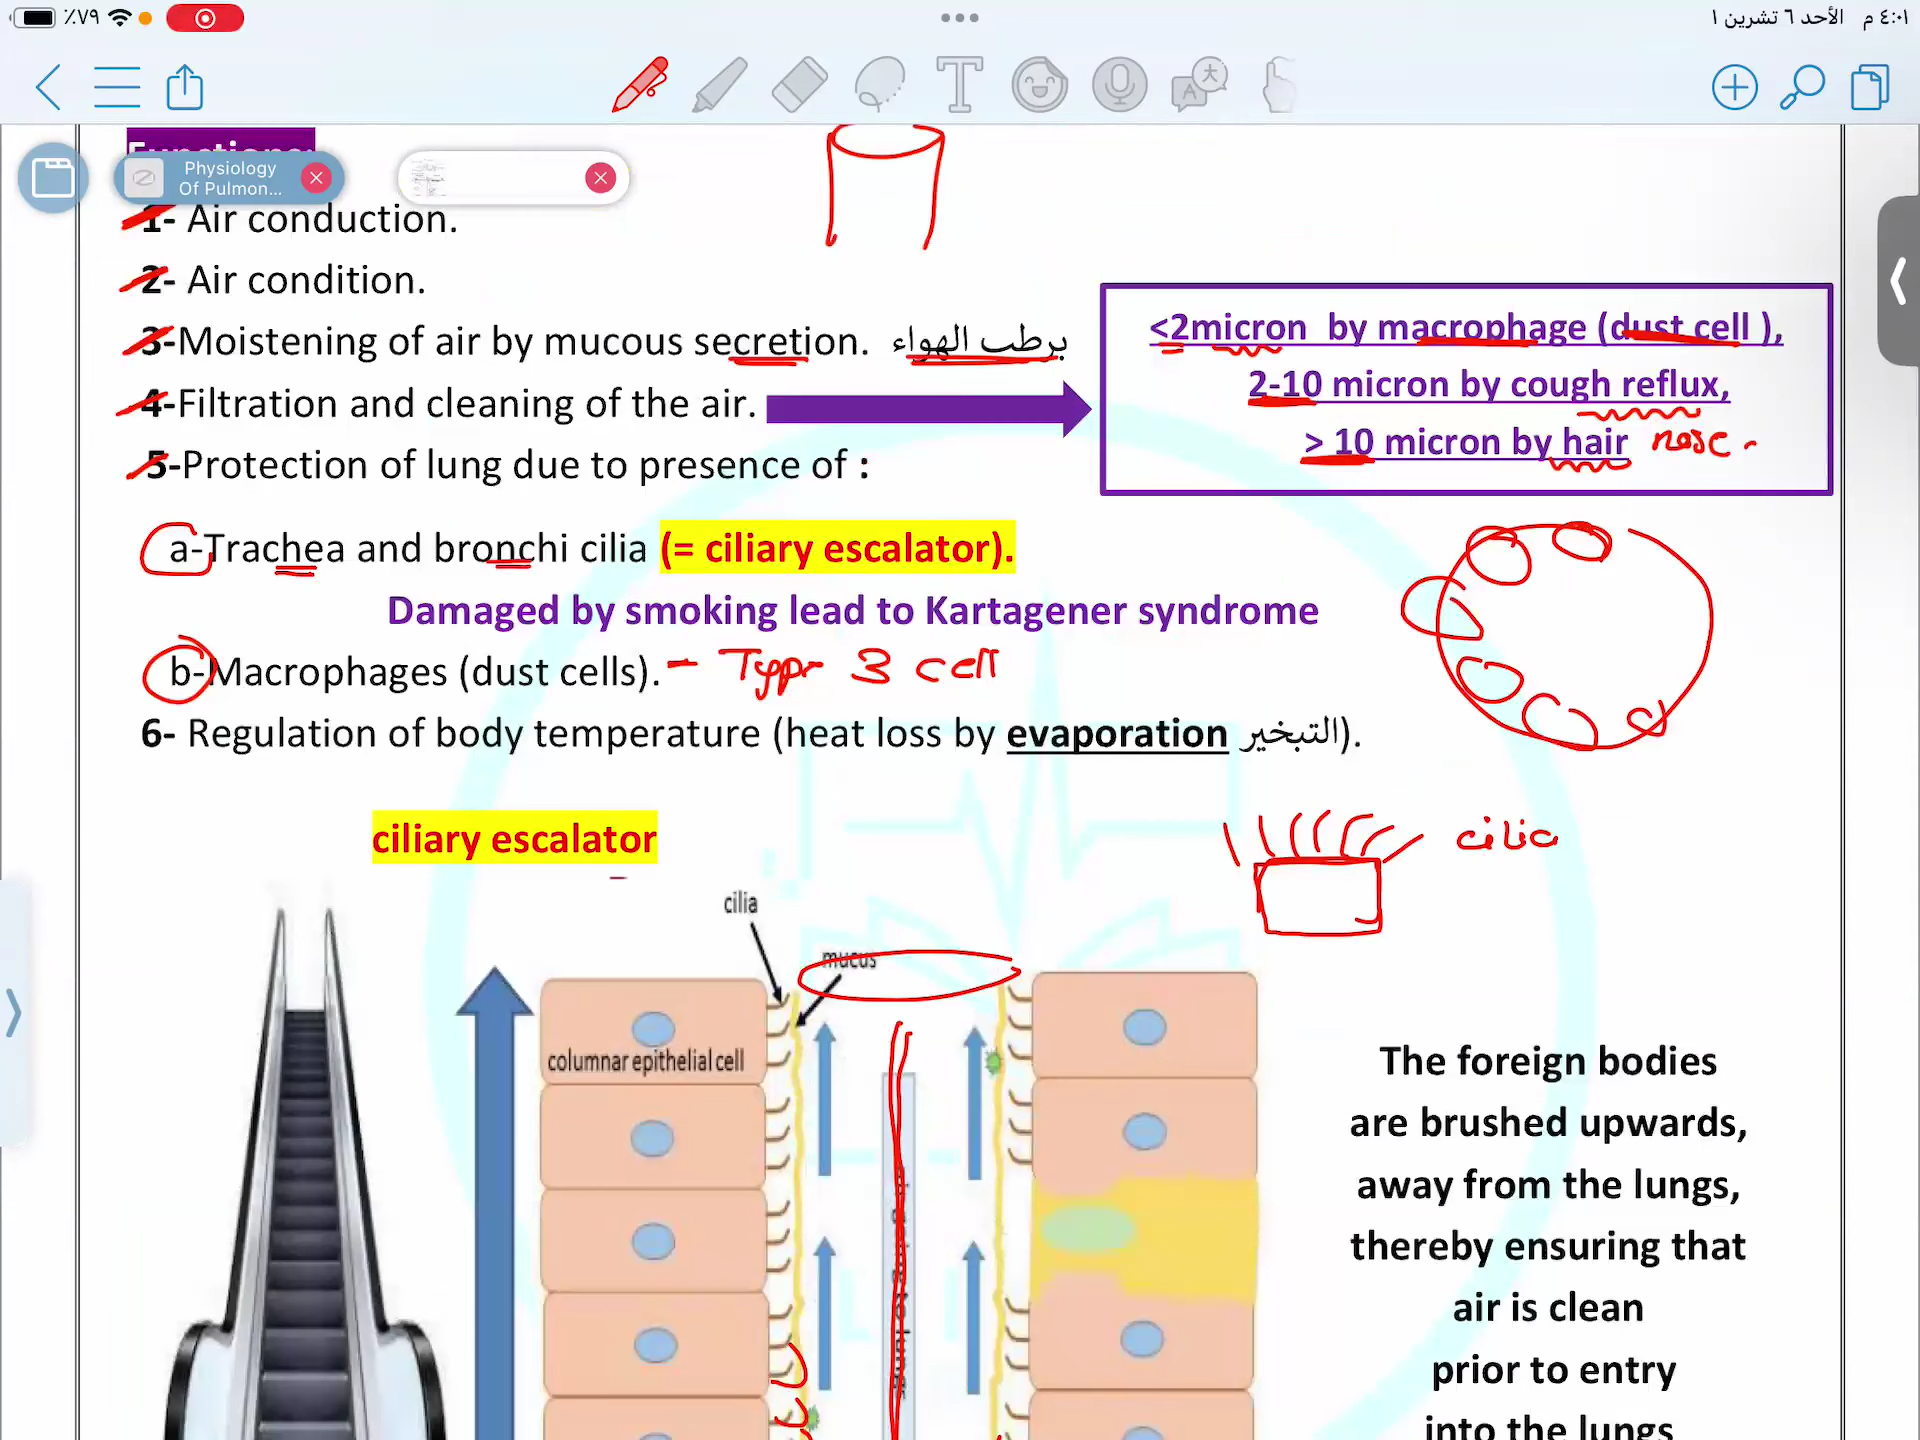 ٪٧٩
٤:٠١ م الأحد ٦ تشرين ١
Functions:
Physiology
Of Pulmon...
1- Air conduction.
2- Air condition.
3-Moistening of air by mucous secretion. يرطب الهواء
4-Filtration and cleaning of the air.
<2micron by macrophage (dust cell ),
2-10 micron by cough reflux,
> 10 micron by hair nose
5-Protection of lung due to presence of :
a-Trachea and bronchi cilia (= ciliary escalator).
Damaged by smoking lead to Kartagener syndrome
b-Macrophages (dust cells). - Type 3 cell
6- Regulation of body temperature (heat loss by evaporation التبخير).
ciliary escalator
cilia
cilia
mucus
columnar epithelial cell
to lungs
The foreign bodies
are brushed upwards,
away from the lungs,
thereby ensuring that
air is clean
prior to entry
into the lungs